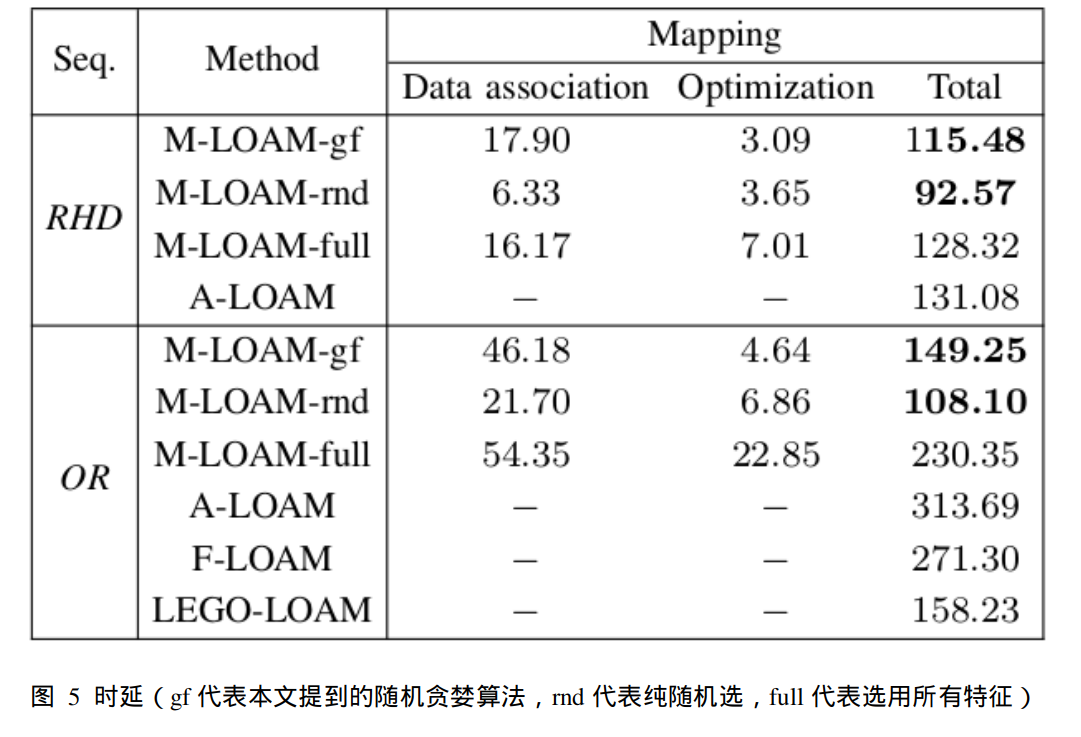 Seq. Method Mapping
Data association Optimization Total
RHD
M-LOAM-gf 17.90 3.09 115.48
M-LOAM-rnd 6.33 3.65 92.57
M-LOAM-full 16.17 7.01 128.32
A-LOAM – – 131.08
OR
M-LOAM-gf 46.18 4.64 149.25
M-LOAM-rnd 21.70 6.86 108.10
M-LOAM-full 54.35 22.85 230.35
A-LOAM – – 313.69
F-LOAM – – 271.30
LEGO-LOAM – – 158.23
图 5 时延（gf 代表本文提到的随机贪婪算法，rnd 代表纯随机选，full 代表选用所有特征）